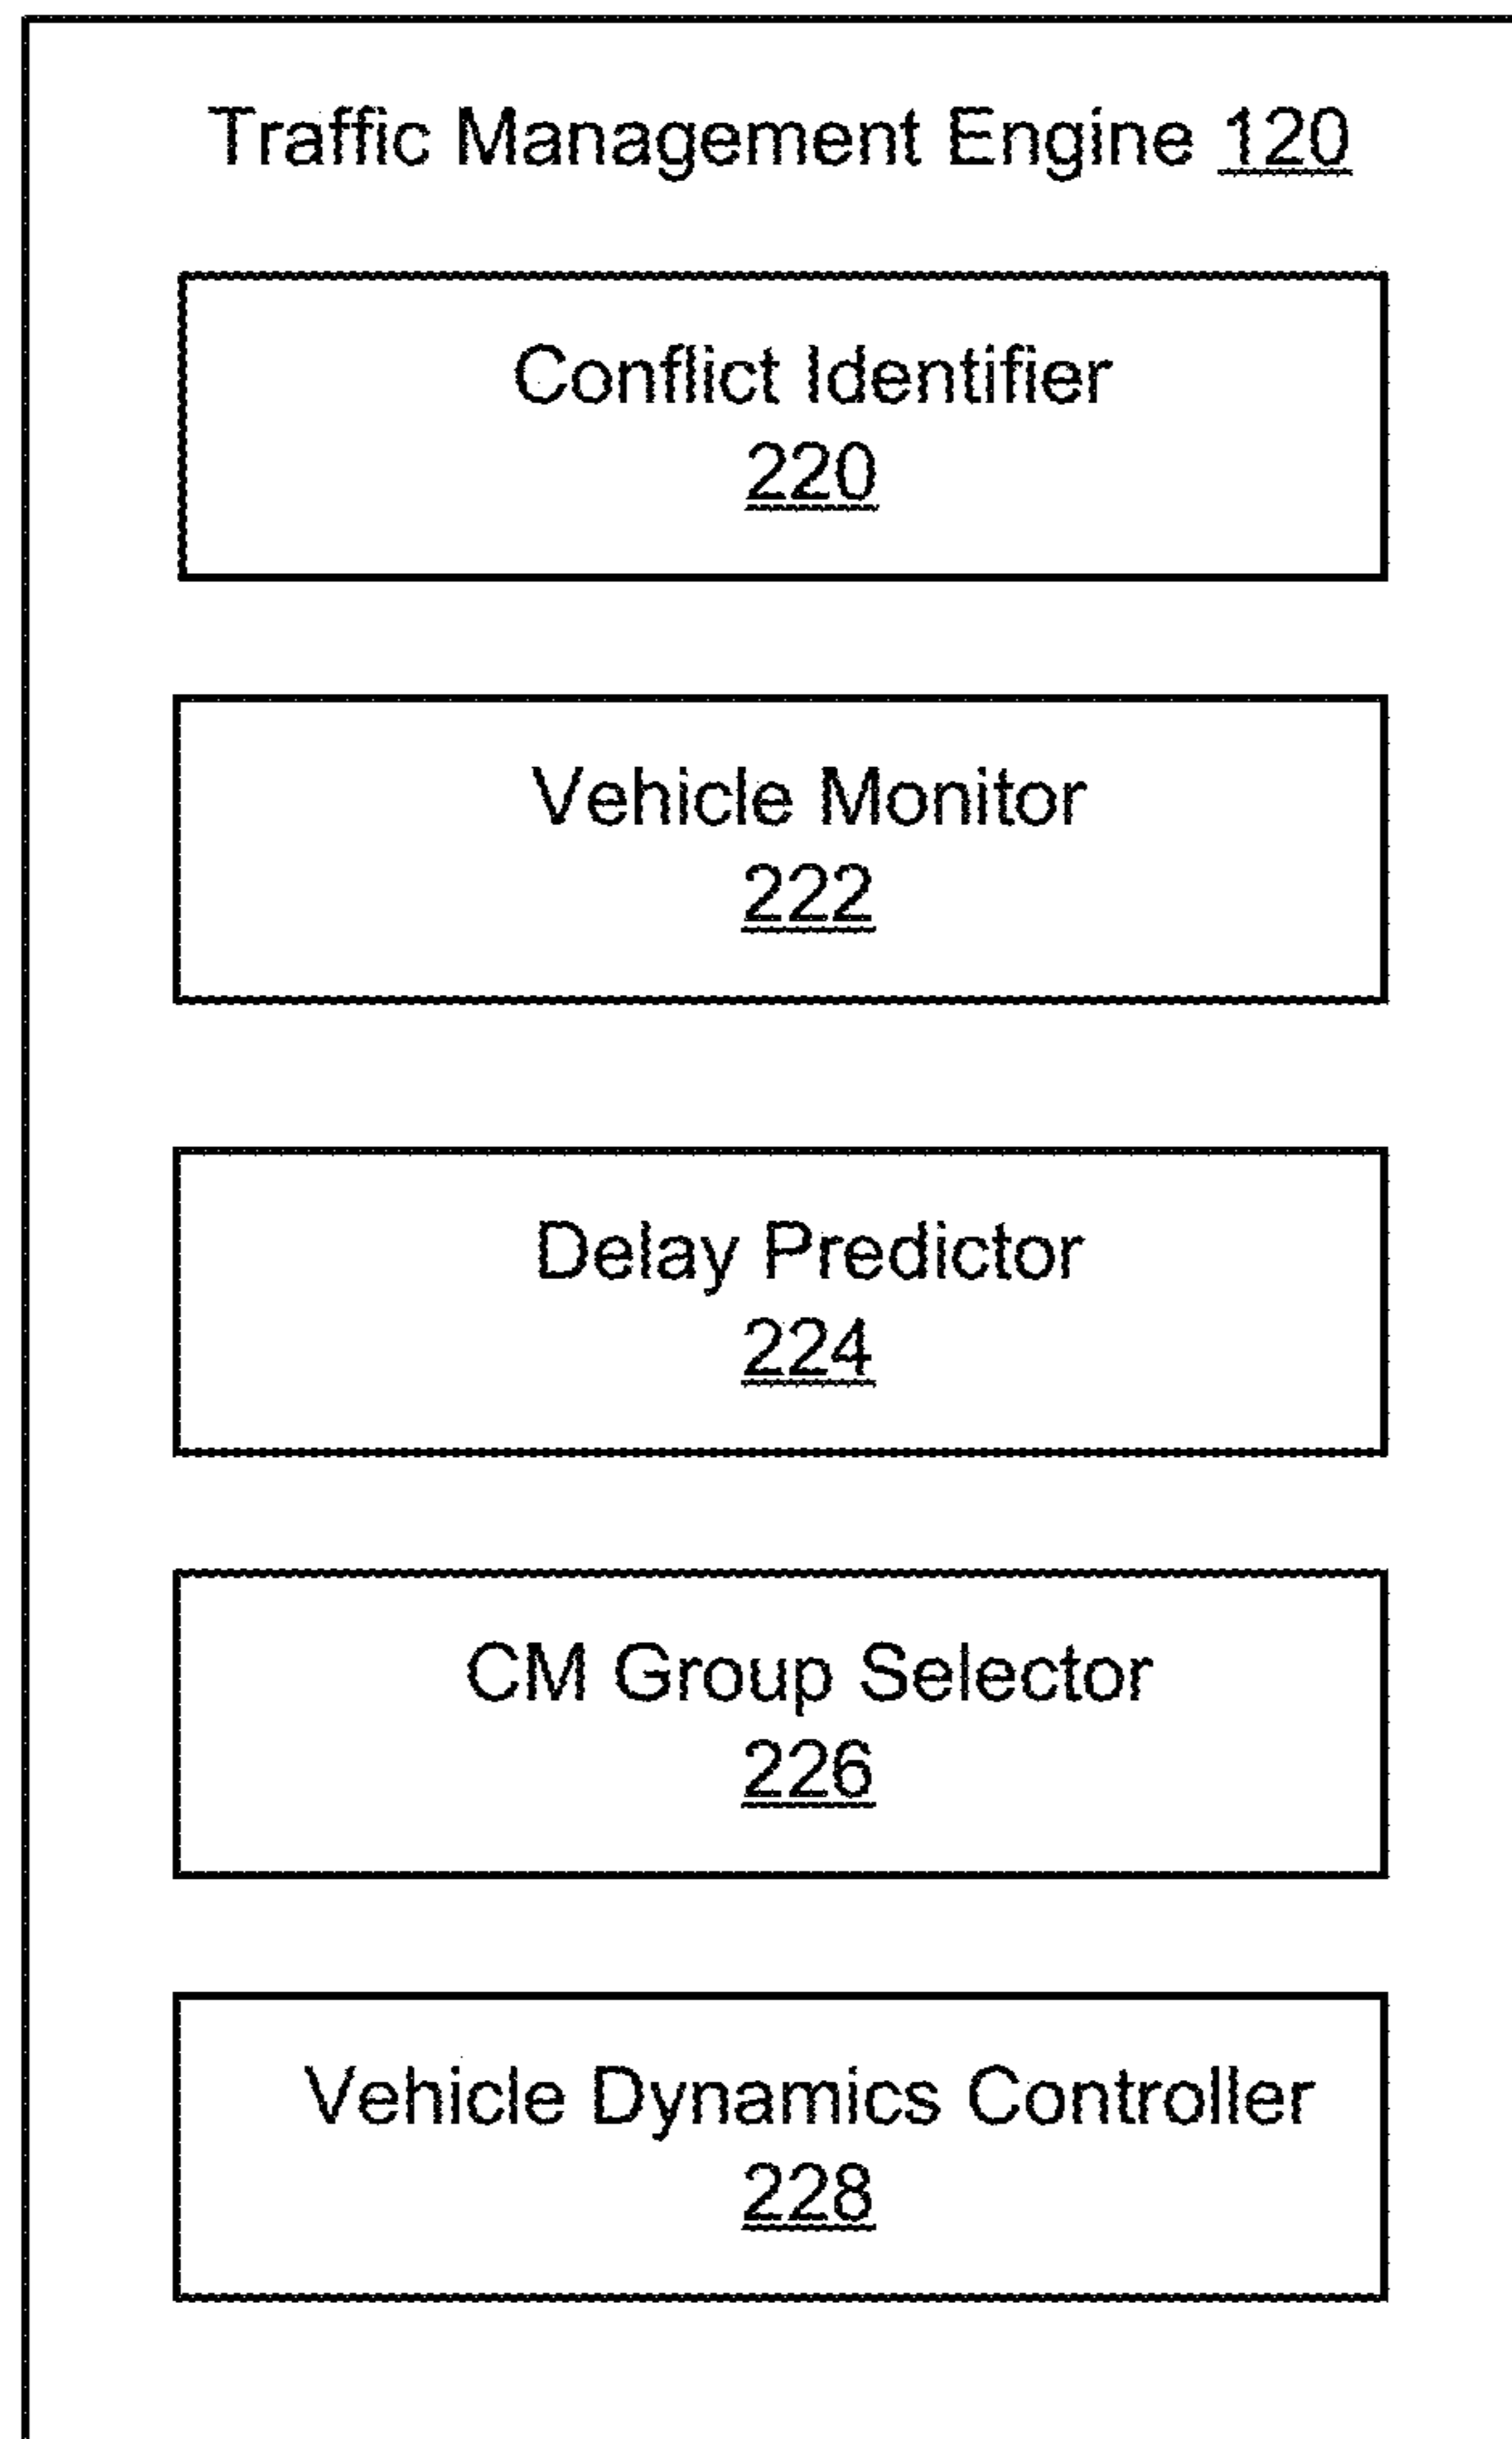 Traffic Management Engine 120
Conflict Identifier
220
Vehicle Monitor
222
Delay Predictor
224
CM Group Selector
226
Vehicle Dynamics Controller
228